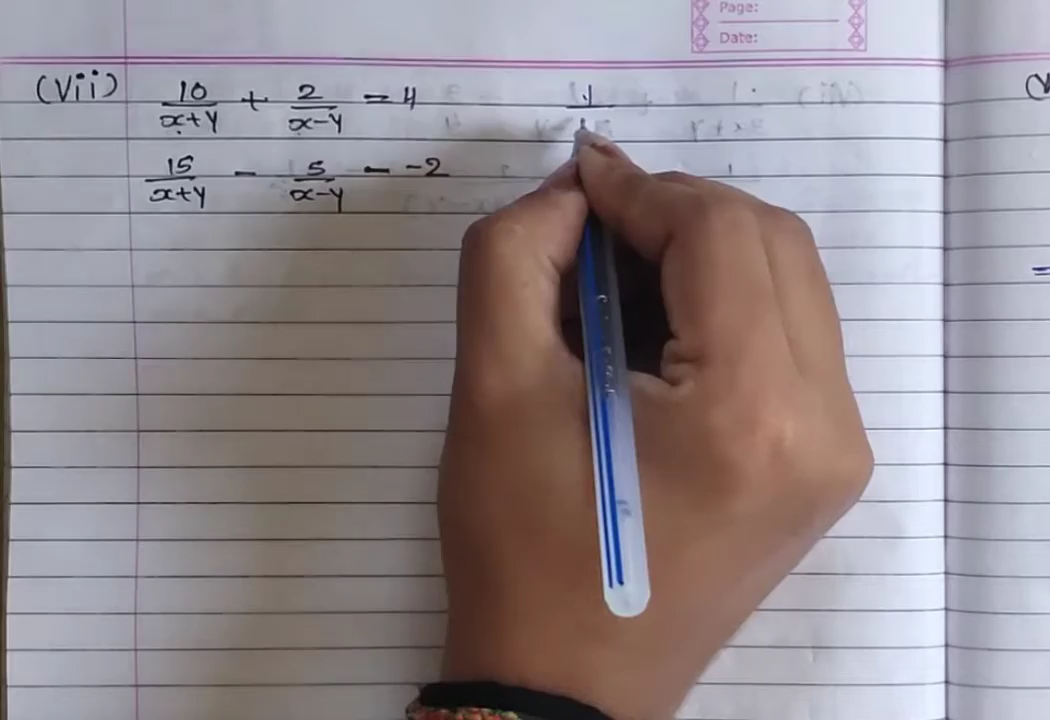 Page:
Date:
(vii) 10/(x+y) + 2/(x-y) = 4
15/(x+y) - 5/(x-y) = -2